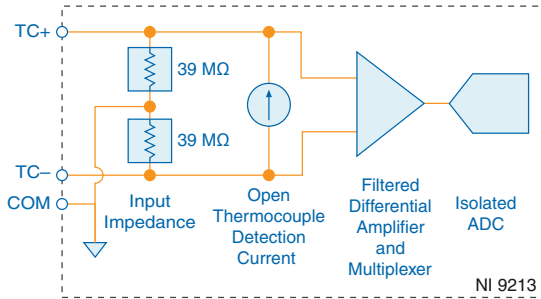 TC+
39 MΩ
39 MΩ
TC–
COM
Input
Impedance
Open
Thermocouple
Detection
Current
Filtered
Differential
Amplifier
and
Multiplexer
Isolated
ADC
NI 9213